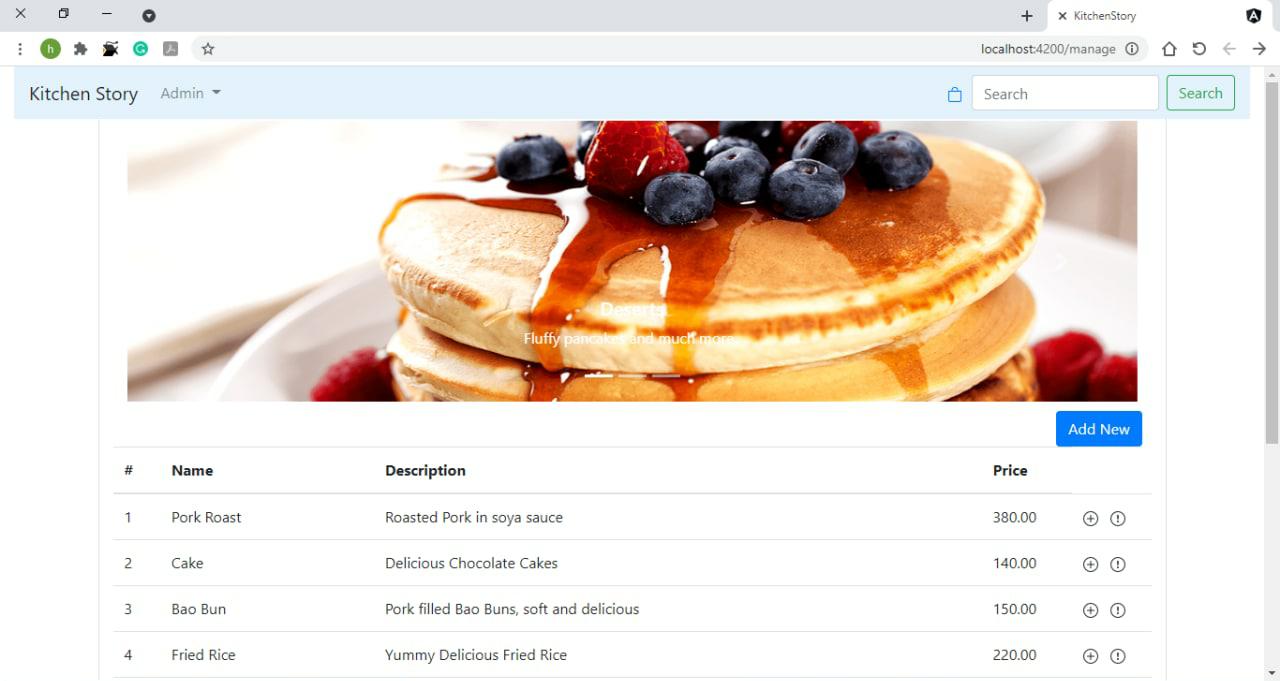 KitchenStory
h
localhost:4200/manage
Kitchen Story Admin Search Search
Deserts
Fluffy pancakes and much more..
Add New
# Name Description Price
1 Pork Roast Roasted Pork in soya sauce 380.00
2 Cake Delicious Chocolate Cakes 140.00
3 Bao Bun Pork filled Bao Buns, soft and delicious 150.00
4 Fried Rice Yummy Delicious Fried Rice 220.00